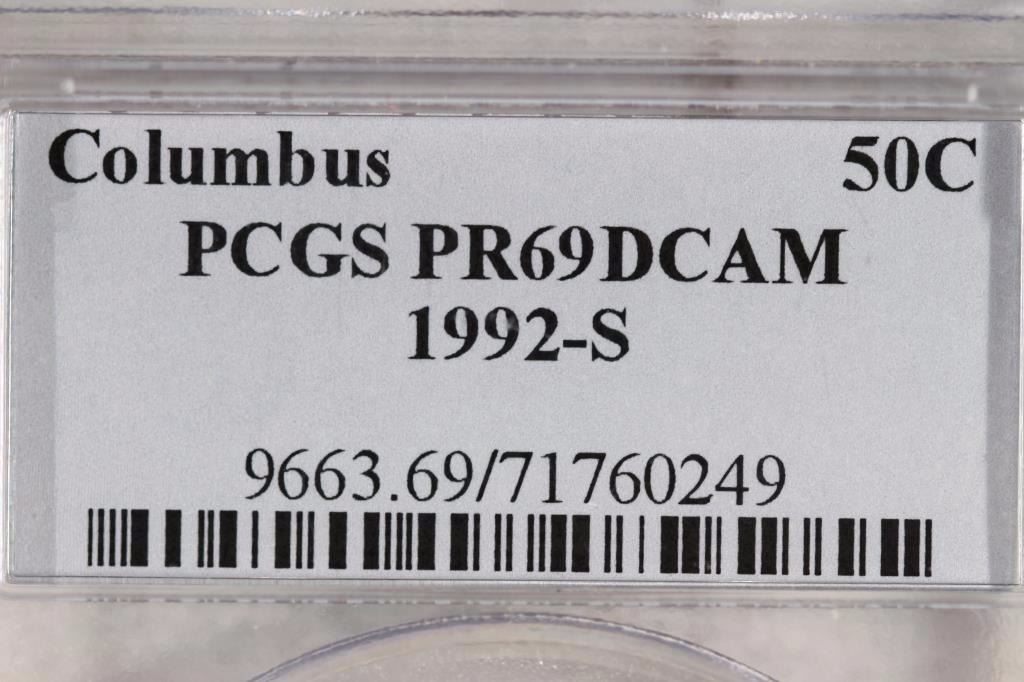 Columbus 50C
PCGS PR69DCAM
1992-S
9663.69/71760249